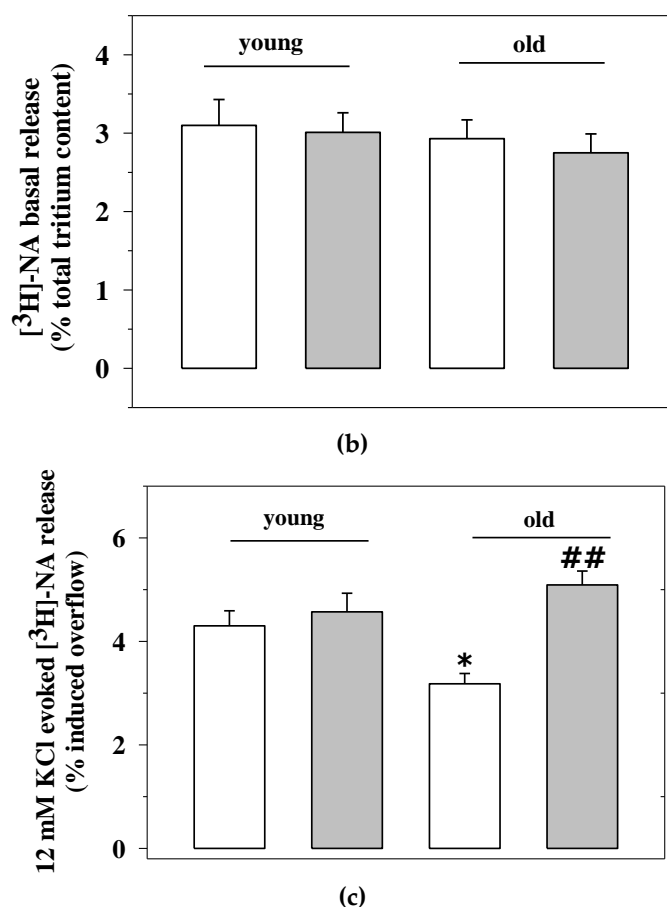 [³H]-NA basal release
(% total tritium content)
young
old
4
3
2
1
0
(b)
12 mM KCl evoked [³H]-NA release
(% induced overflow)
young
old
6
4
2
0
*
##
(c)